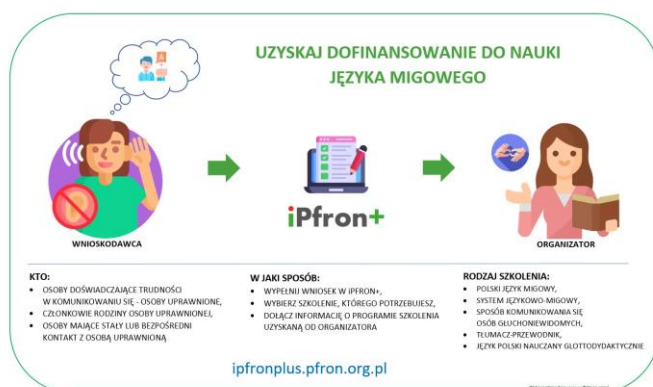 UZYSKAJ DOFINANSOWANIE DO NAUKI
JĘZYKA MIGOWEGO
iPfron+
WNIOSKODAWCA
ORGANIZATOR
KTO:
• OSOBY DOŚWIADCZAJĄCE TRUDNOŚCI
W KOMUNIKOWANIU SIĘ - OSOBY UPRAWNIONE,
• CZŁONKOWIE RODZINY OSOBY UPRAWNIONEJ,
• OSOBY MAJĄCE STAŁY LUB BEZPOŚREDNI
KONTAKT Z OSOBĄ UPRAWNIONĄ
W JAKI SPOSÓB:
• WYPEŁNIJ WNIOSEK W iPFRON+,
• WYBIERZ SZKOLENIE, KTÓREGO POTRZEBUJESZ,
• DOŁĄCZ INFORMACJĘ O PROGRAMIE SZKOLENIA
UZYSKANĄ OD ORGANIZATORA
RODZAJ SZKOLENIA:
• POLSKI JĘZYK MIGOWY,
• SYSTEM JĘZYKOWO-MIGOWY,
• SPOSÓB KOMUNIKOWANIA SIĘ
OSÓB GŁUCHONIEWIDOMYCH,
• TŁUMACZ-PRZEWODNIK,
• JĘZYK POLSKI NAUCZANY GLOTTODYDAKTYCZNIE
ipfronplus.pfron.org.pl